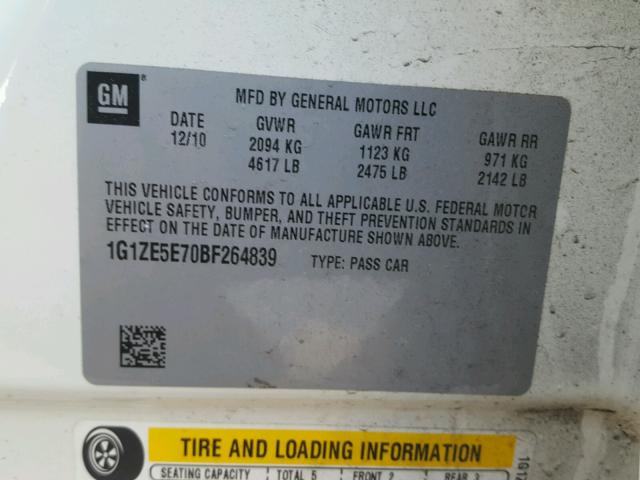 GM ®
MFD BY GENERAL MOTORS LLC
DATE GVWR GAWR FRT GAWR RR
12/10 2094 KG 1123 KG 971 KG
4617 LB 2475 LB 2142 LB
THIS VEHICLE CONFORMS TO ALL APPLICABLE U.S. FEDERAL MOTOR
VEHICLE SAFETY, BUMPER, AND THEFT PREVENTION STANDARDS IN
EFFECT ON THE DATE OF MANUFACTURE SHOWN ABOVE.
1G1ZE5E70BF264839 TYPE: PASS CAR
TIRE AND LOADING INFORMATION
SEATING CAPACITY TOTAL 5 FRONT 2 REAR 3